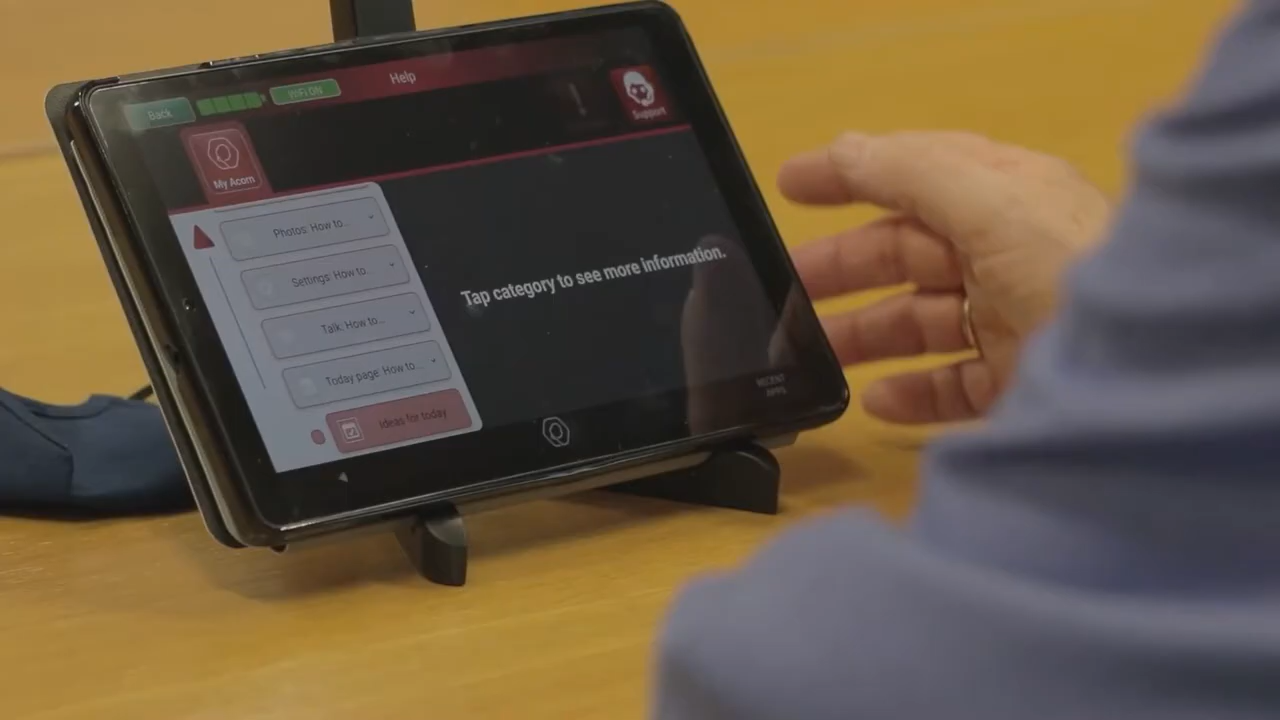 Help
Back
WiFi ON
Support
My Acorn
Photos: How to...
Settings: How to...
Talk: How to...
Today page: How to...
Ideas for today
Tap category to see more information.
RECENT
APPS